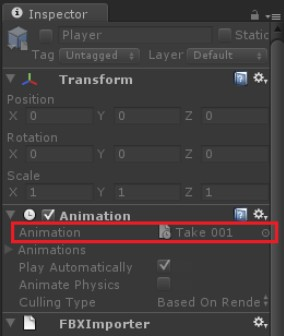 Inspector
Player Static
Tag Untagged Layer Default
Transform
Position
X 0 Y 0 Z 0
Rotation
X 0 Y 0 Z 0
Scale
X 1 Y 1 Z 1
Animation
Animation Take 001
Animations
Play Automatically
Animate Physics
Culling Type Based On Rende
FBXImporter